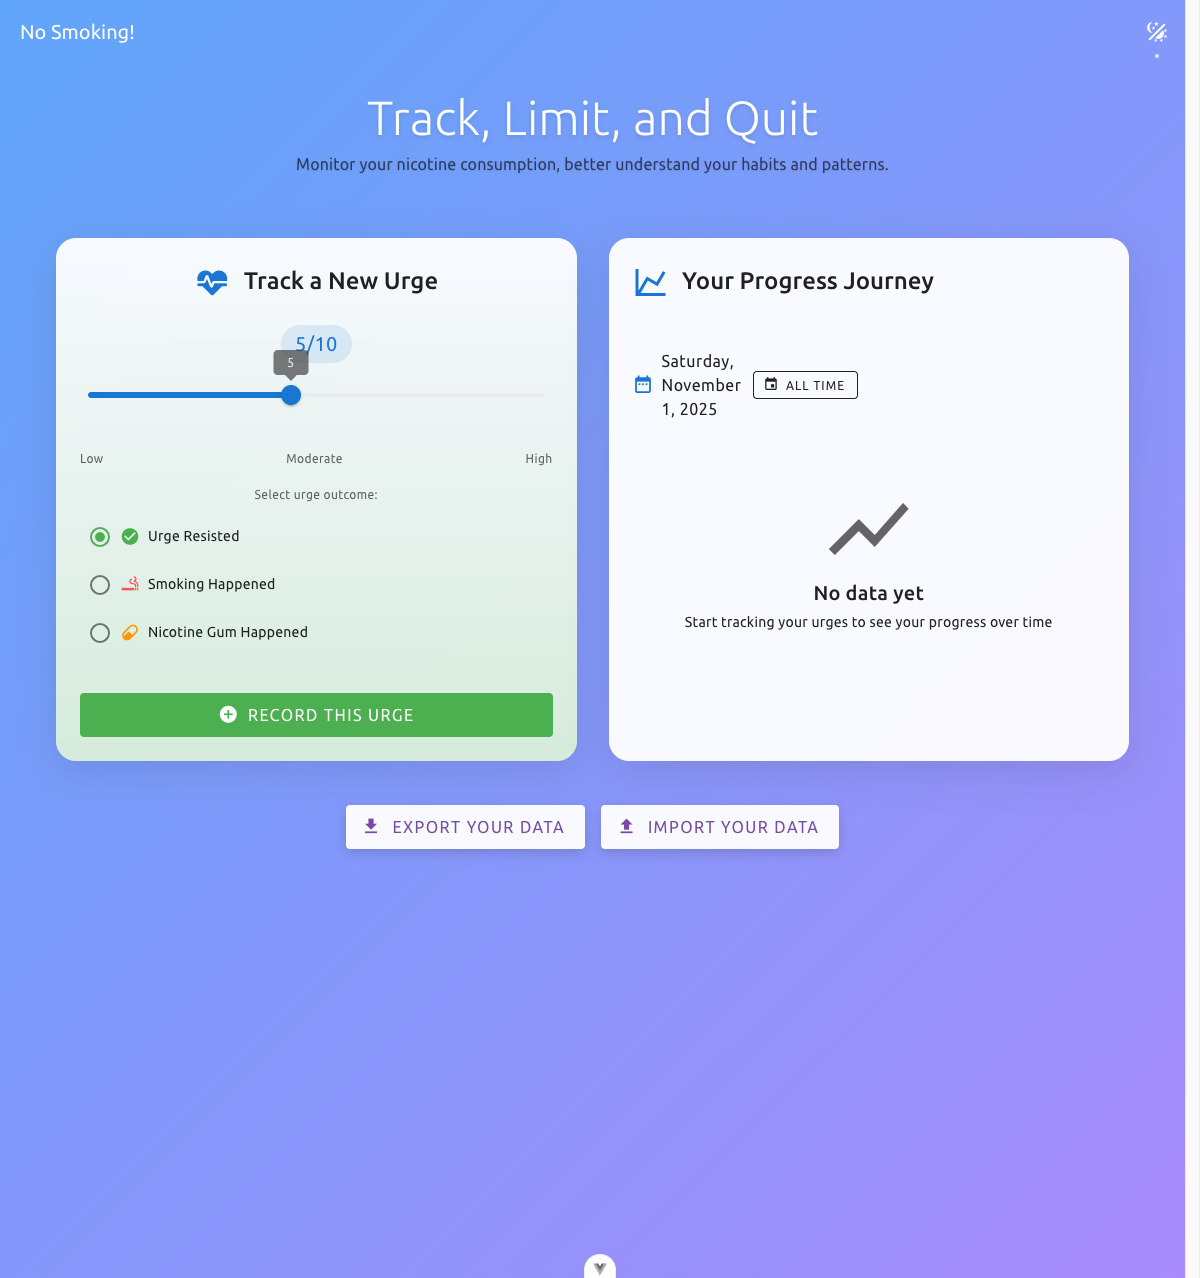 No Smoking!
Track, Limit, and Quit
Monitor your nicotine consumption, better understand your habits and patterns.
Track a New Urge
5/10
5
Low Moderate High
Select urge outcome:
Urge Resisted
Smoking Happened
Nicotine Gum Happened
RECORD THIS URGE
Your Progress Journey
Saturday,
November
1, 2025
ALL TIME
No data yet
Start tracking your urges to see your progress over time
EXPORT YOUR DATA
IMPORT YOUR DATA